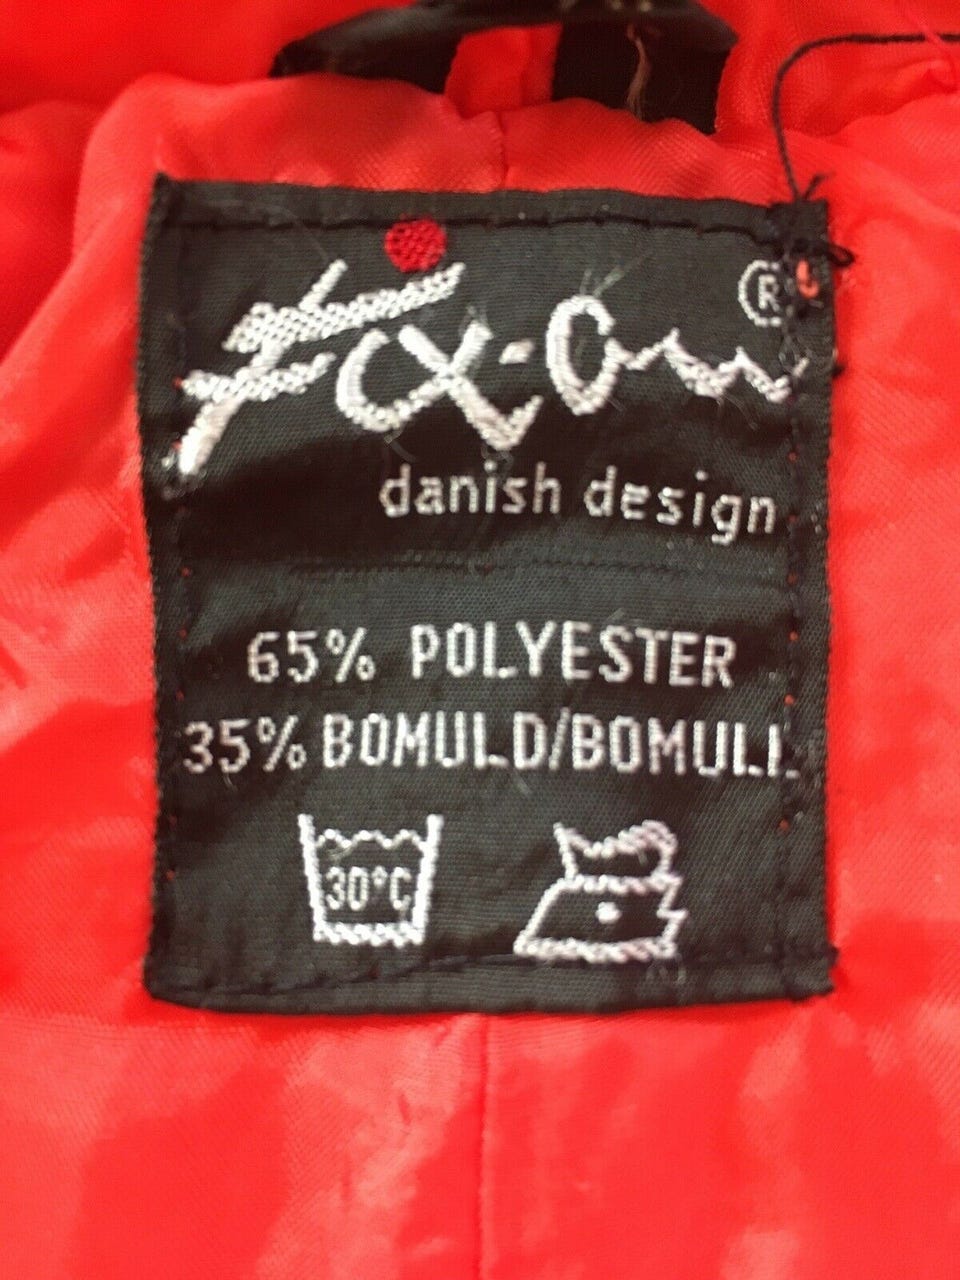 Fix-On ®
danish design
65% POLYESTER
35% BOMULD/BOMULL
30°C